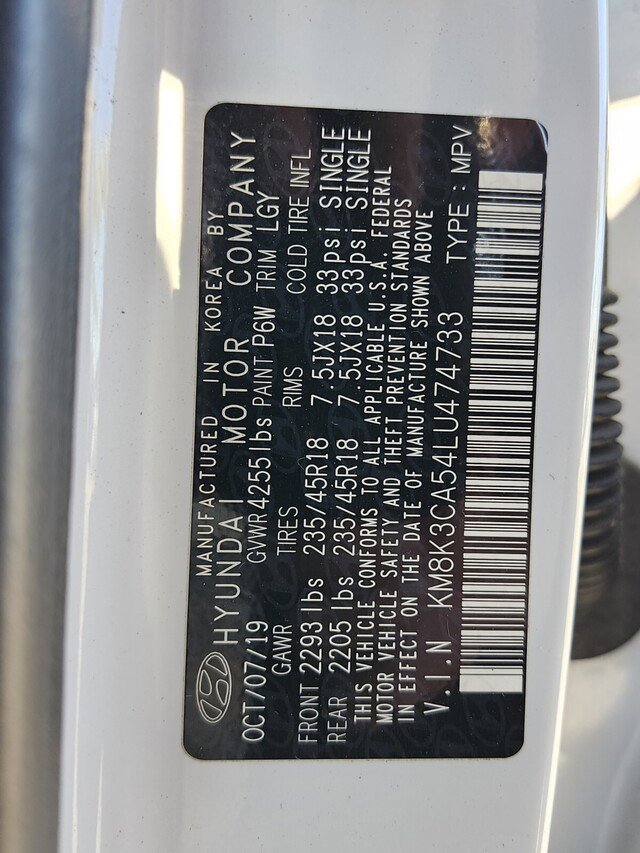 MANUFACTURED IN KOREA BY
HYUNDAI MOTOR COMPANY
OCT/07/19 GVWR 4255lbs PAINT P6W TRIM LGY
GAWR TIRES RIMS COLD TIRE INFL
FRONT 2293 lbs 235/45R18 7.5JX18 33psi SINGLE
REAR 2205 lbs 235/45R18 7.5JX18 33psi SINGLE
THIS VEHICLE CONFORMS TO ALL APPLICABLE U.S.A. FEDERAL
MOTOR VEHICLE SAFETY AND THEFT PREVENTION STANDARDS
IN EFFECT ON THE DATE OF MANUFACTURE SHOWN ABOVE
V.I.N KM8K3CA54LU474733 TYPE : MPV